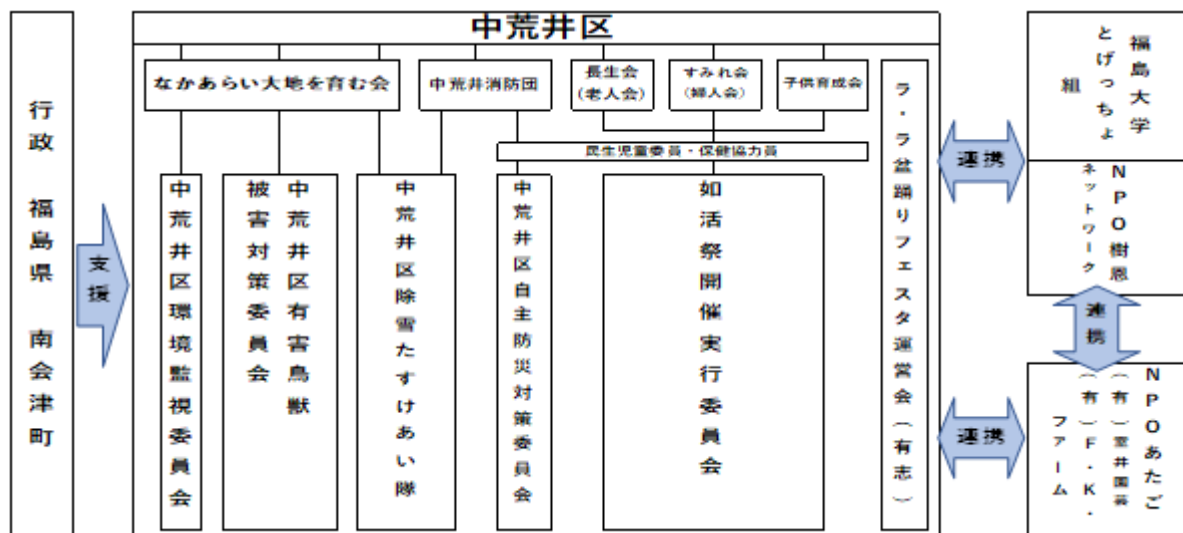 中荒井区
行政 福島県 南会津町
支援
なかあらい大地を育む会
中荒井消防団
長生会
(老人会)
すみれ会
(婦人会)
子供育成会
民生児童委員・保健協力員
中荒井区環境監視委員会
中荒井区有害鳥獣
被害対策委員会
中荒井区除雪たすけあい隊
中荒井区自主防災対策委員会
如活祭開催実行委員会
ラ・ラ盆踊りフェスタ運営会(有志)
連携
連携
福島大学
とげっちょ
組
NPO樹恩
ネットワーク
連携
NPOあたご
(有)室井園芸
(有)F.K.
ファーム